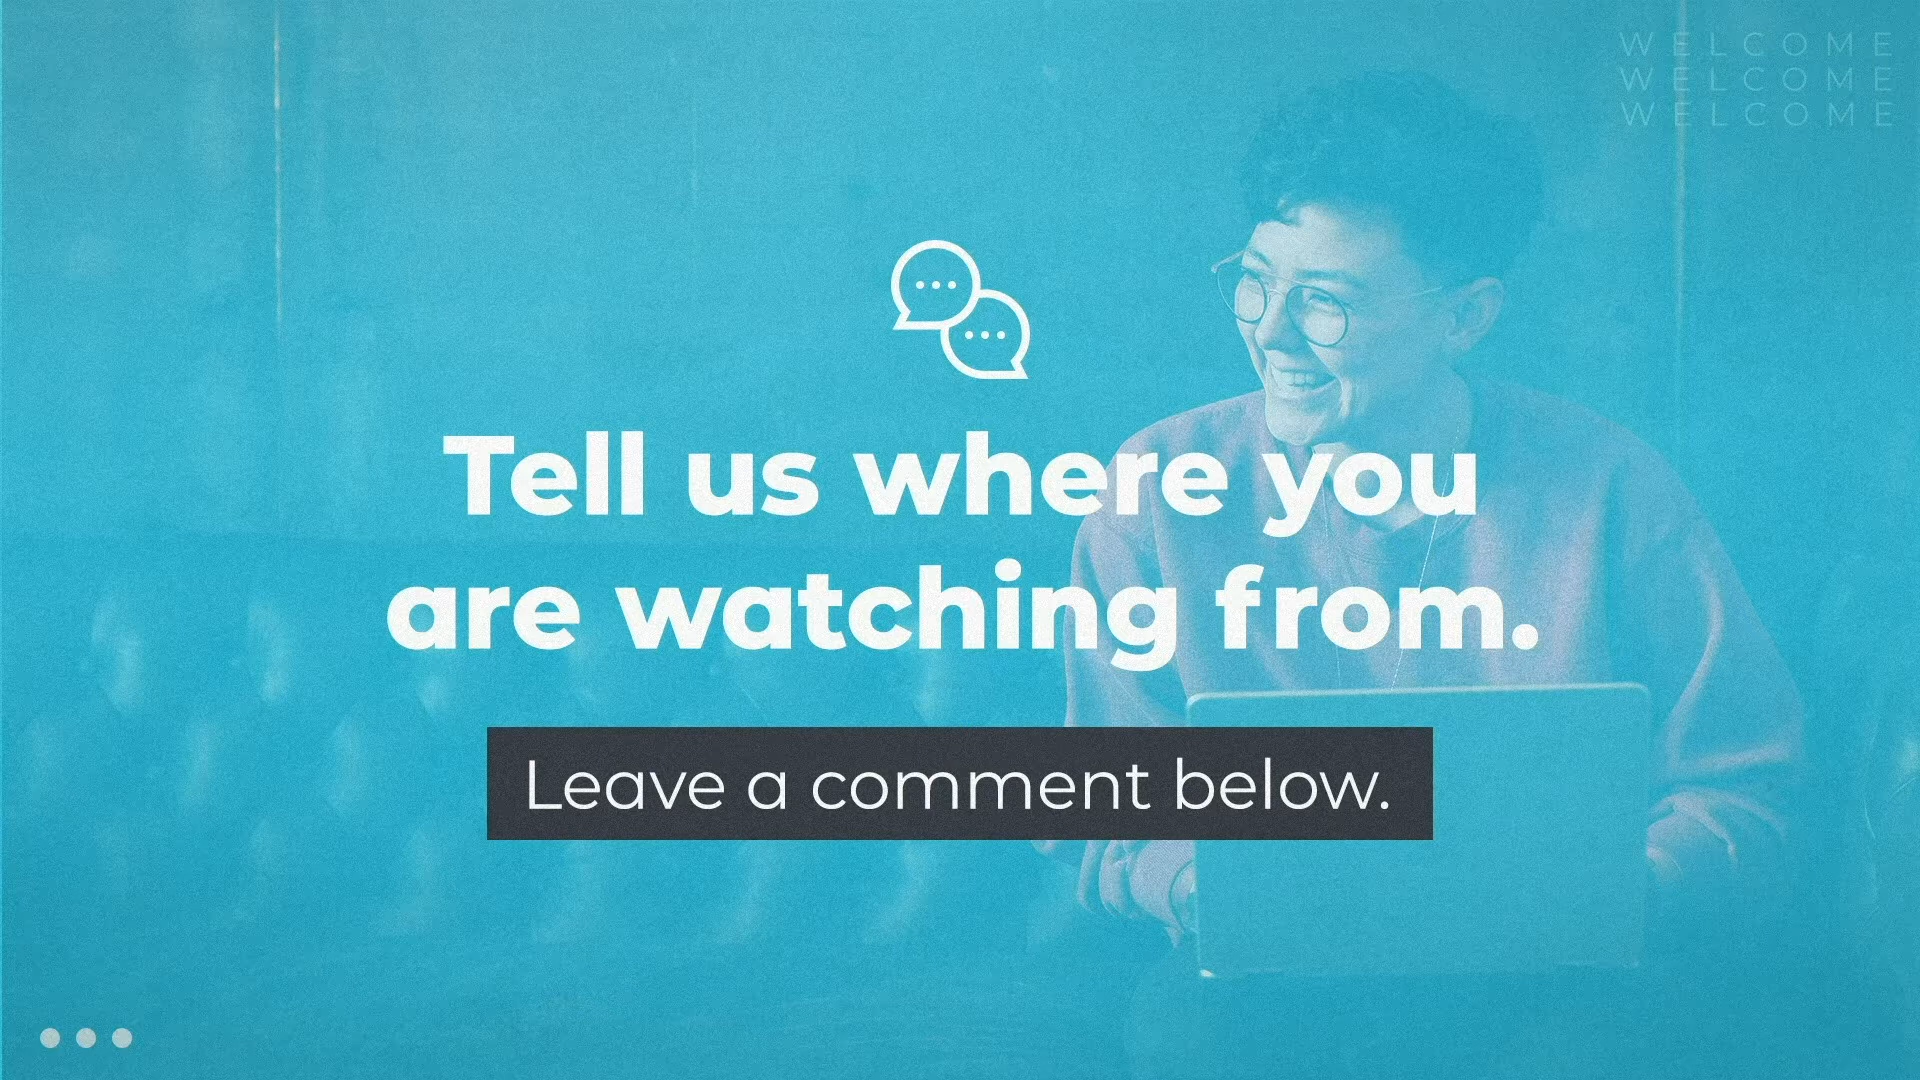 WELCOME
WELCOME
WELCOME
Tell us where you
are watching from.
Leave a comment below.